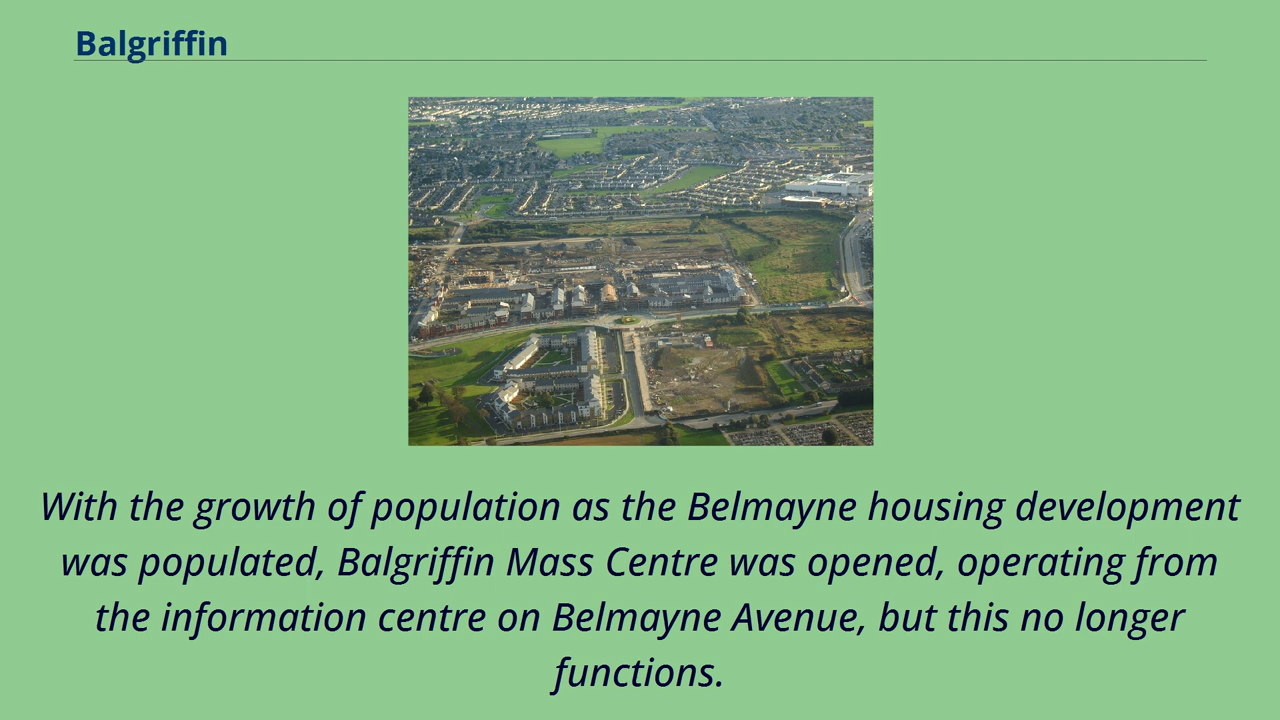 Balgriffin
With the growth of population as the Belmayne housing development
was populated, Balgriffin Mass Centre was opened, operating from
the information centre on Belmayne Avenue, but this no longer
functions.